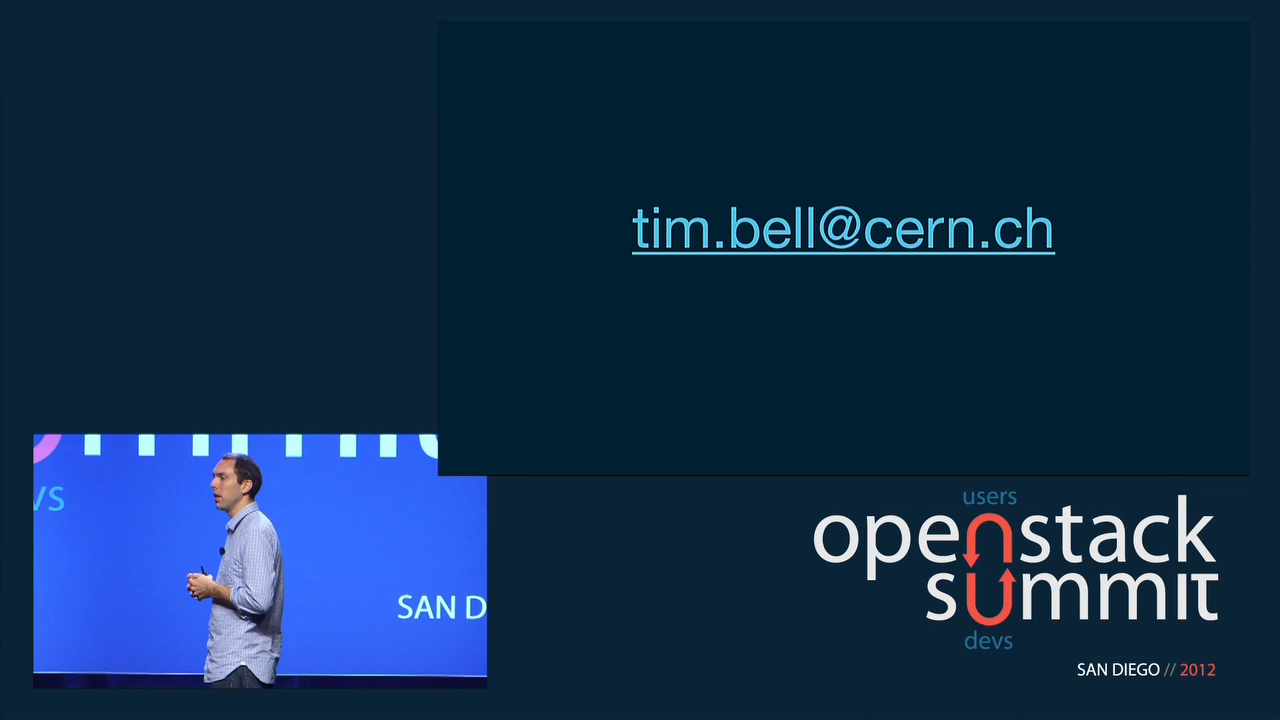 tim.bell@cern.ch
VS
SAN D
users
openstack
summit
devs
SAN DIEGO // 2012